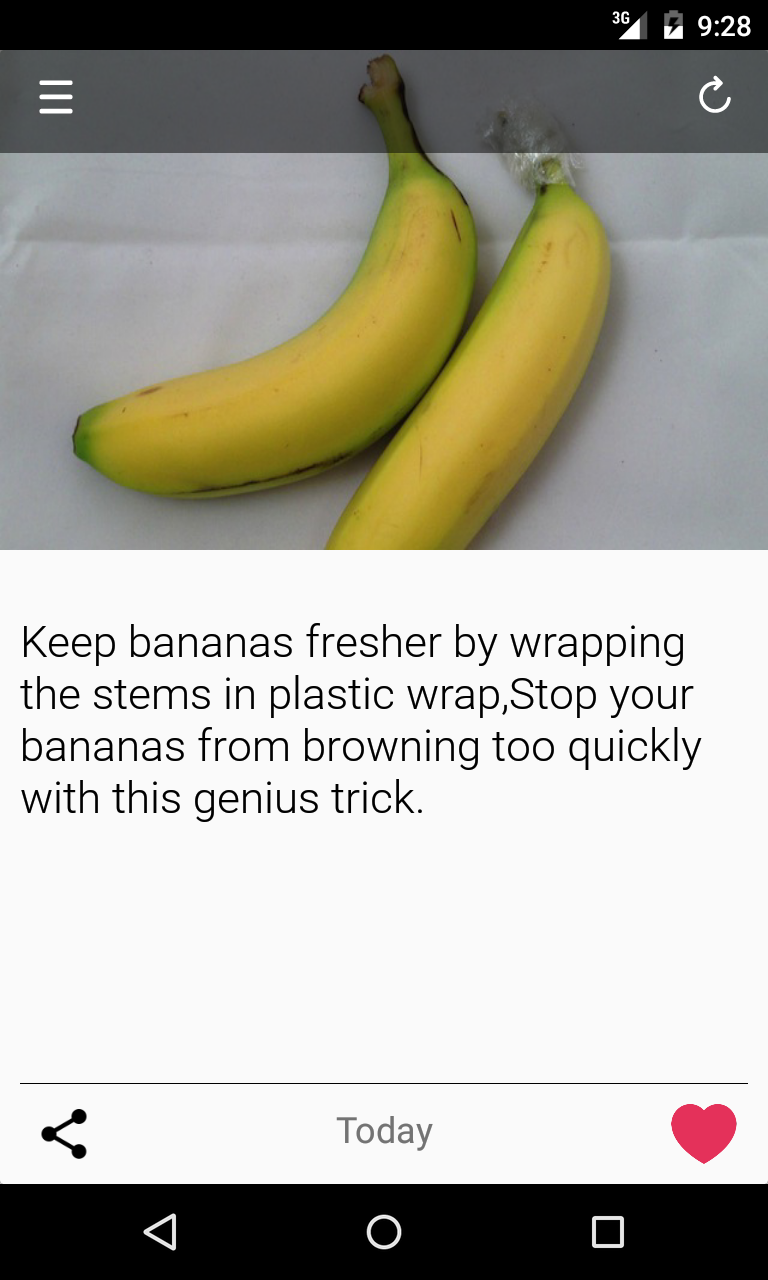 3G 9:28
Keep bananas fresher by wrapping
the stems in plastic wrap,Stop your
bananas from browning too quickly
with this genius trick.
Today